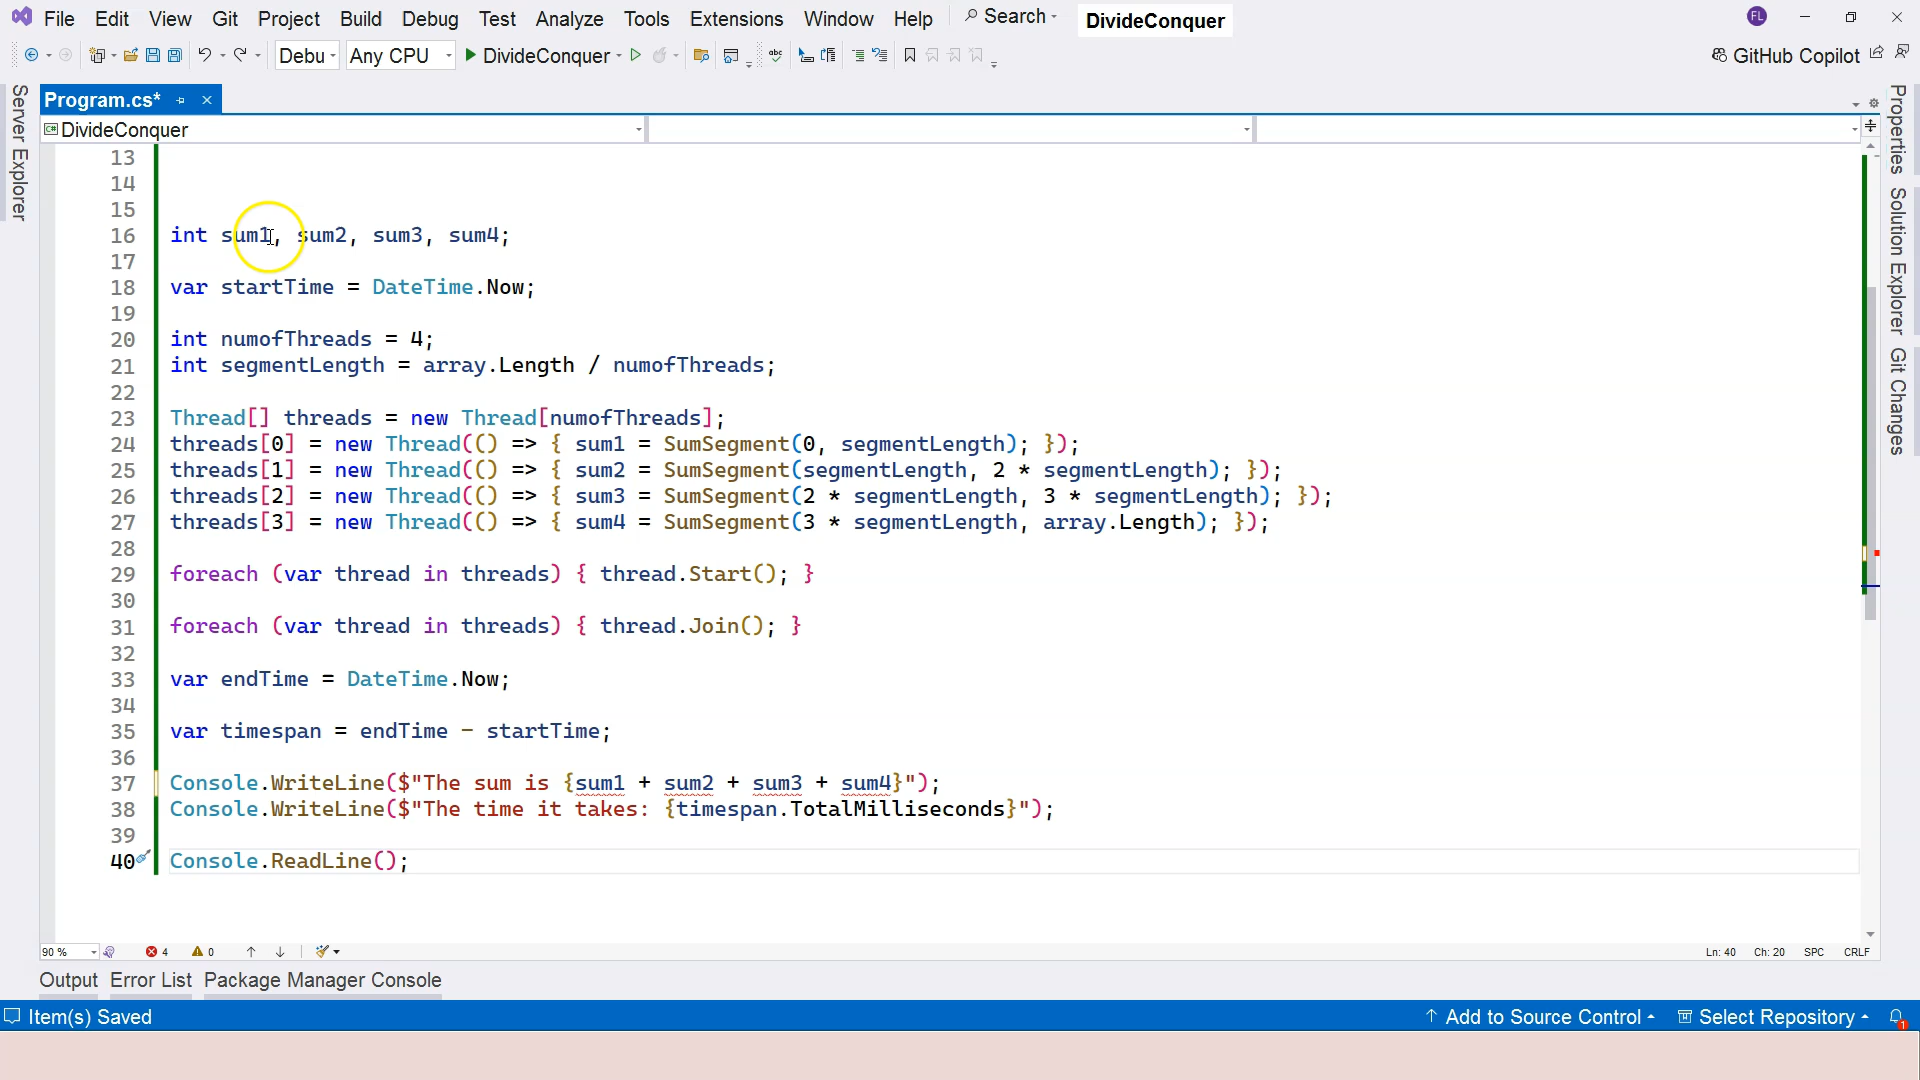 File Edit View Git Project Build Debug Test Analyze Tools Extensions Window Help Search DivideConquer FL
Debu Any CPU DivideConquer abc GitHub Copilot
Server Explorer
Program.cs*
C# DivideConquer
13
14
15
16 int sum1, sum2, sum3, sum4;
17
18 var startTime = DateTime.Now;
19
20 int numofThreads = 4;
21 int segmentLength = array.Length / numofThreads;
22
23 Thread[] threads = new Thread[numofThreads];
24 threads[0] = new Thread(() => { sum1 = SumSegment(0, segmentLength); });
25 threads[1] = new Thread(() => { sum2 = SumSegment(segmentLength, 2 * segmentLength); });
26 threads[2] = new Thread(() => { sum3 = SumSegment(2 * segmentLength, 3 * segmentLength); });
27 threads[3] = new Thread(() => { sum4 = SumSegment(3 * segmentLength, array.Length); });
28
29 foreach (var thread in threads) { thread.Start(); }
30
31 foreach (var thread in threads) { thread.Join(); }
32
33 var endTime = DateTime.Now;
34
35 var timespan = endTime - startTime;
36
37 Console.WriteLine($"The sum is {sum1 + sum2 + sum3 + sum4}");
38 Console.WriteLine($"The time it takes: {timespan.TotalMilliseconds}");
39
40 Console.ReadLine();
Properties
Solution Explorer
Git Changes
90 % 4 0 Ln: 40 Ch: 20 SPC CRLF
Output Error List Package Manager Console
Item(s) Saved Add to Source Control Select Repository 1